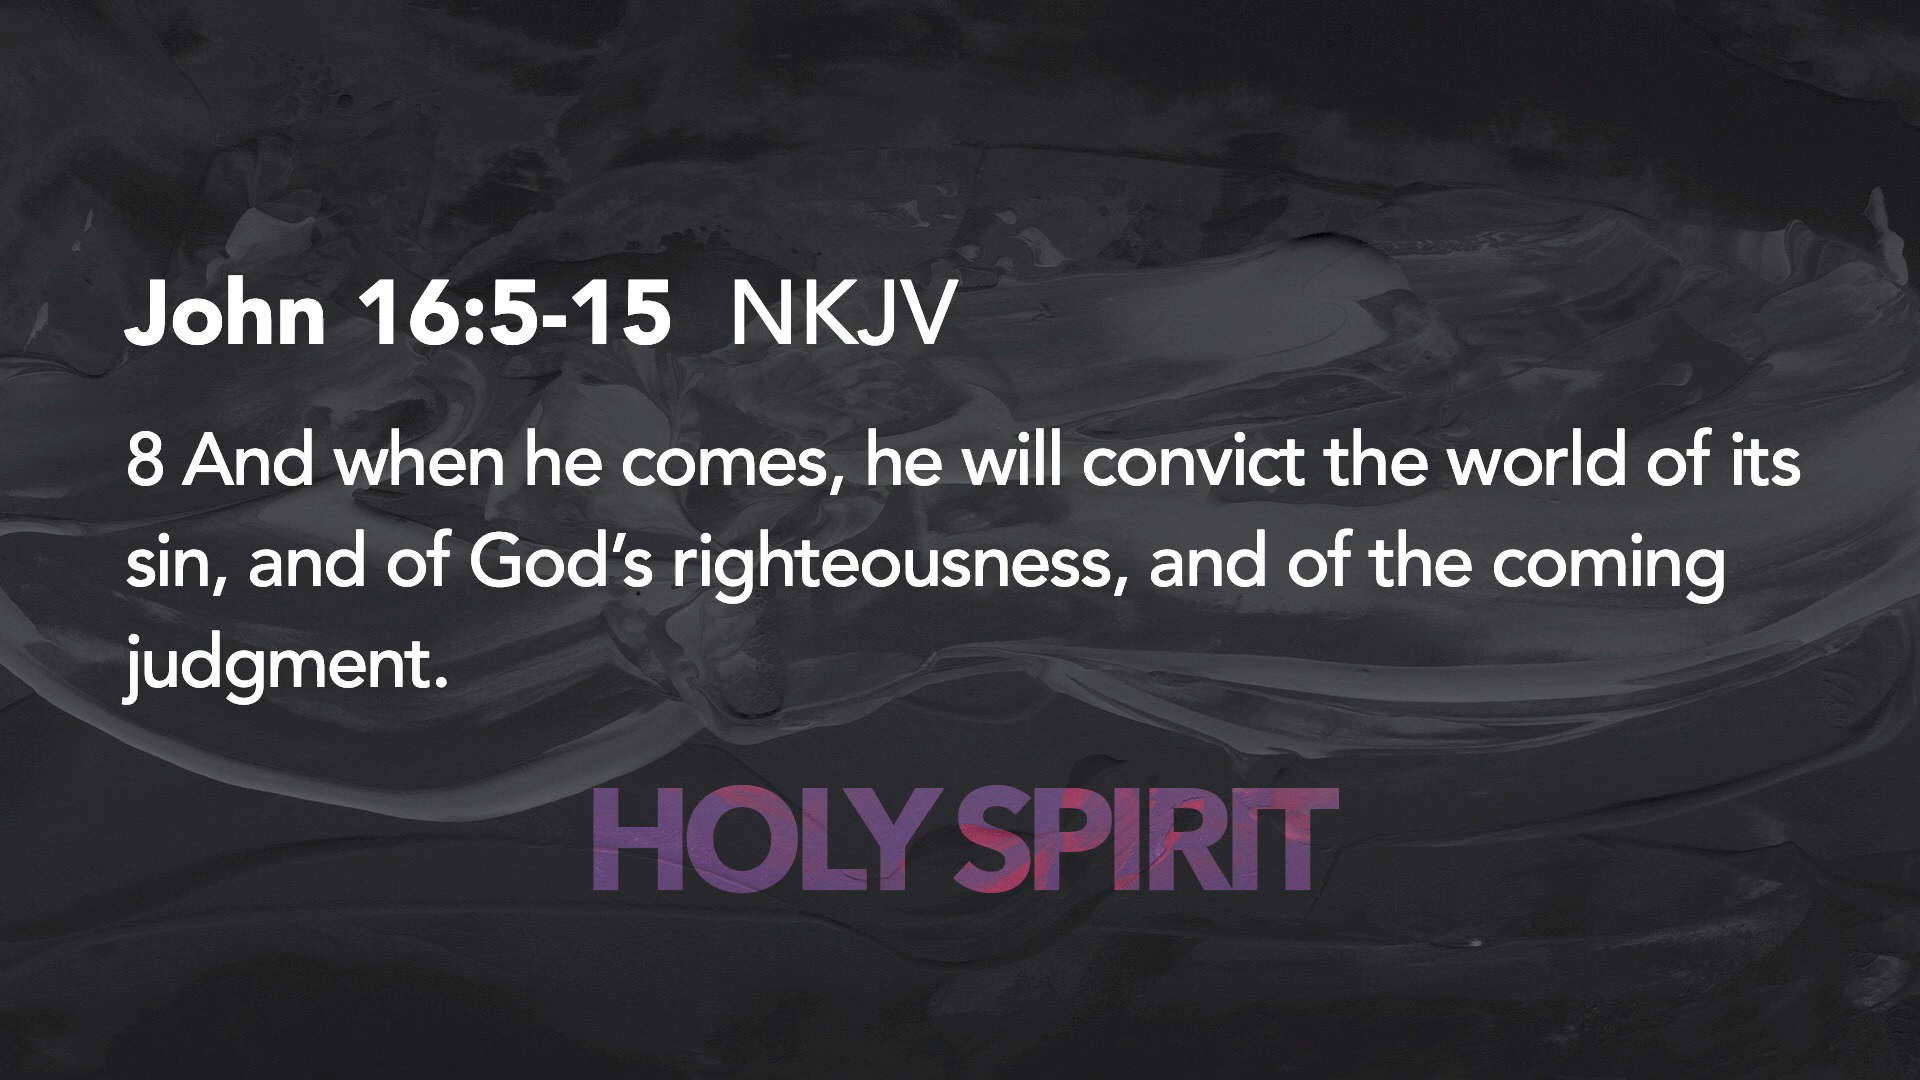 John 16:5-15 NKJV
8 And when he comes, he will convict the world of its
sin, and of God’s righteousness, and of the coming
judgment.
HOLY SPIRIT